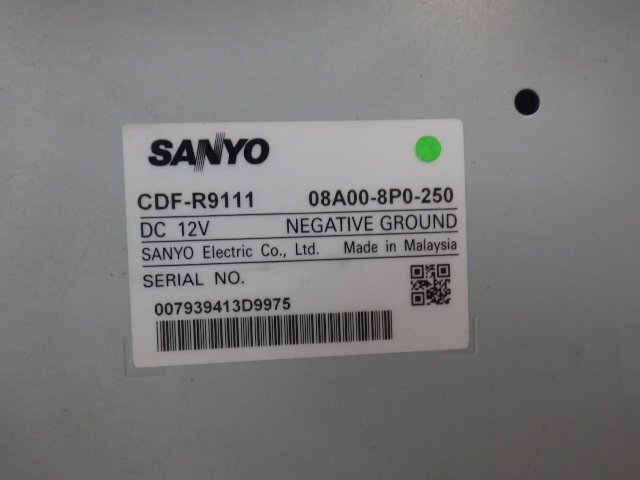 SANYO
CDF-R9111 08A00-8P0-250
DC 12V NEGATIVE GROUND
SANYO Electric Co., Ltd. Made in Malaysia
SERIAL NO.
007939413D9975